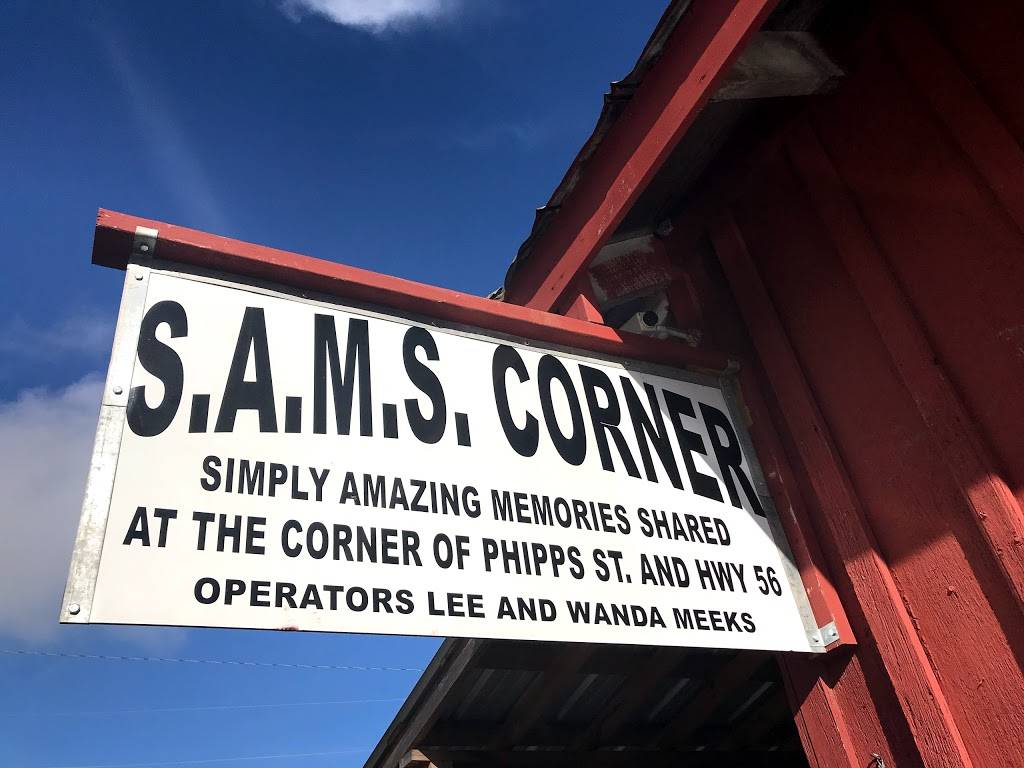 S.A.M.S. CORNER
SIMPLY AMAZING MEMORIES SHARED
AT THE CORNER OF PHIPPS ST. AND HWY 56
OPERATORS LEE AND WANDA MEEKS